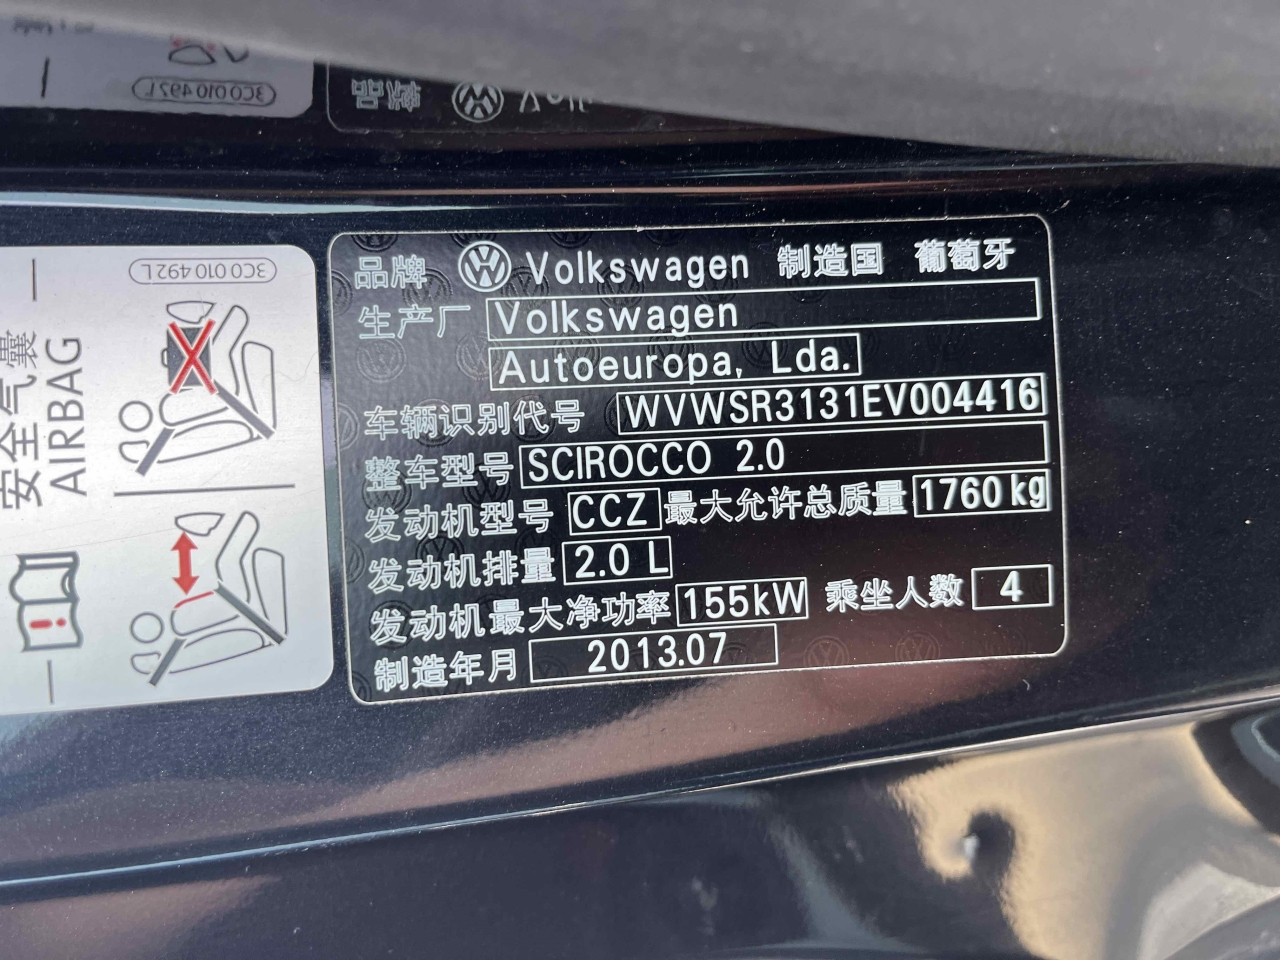 3C0 010 492 L
品牌 Volkswagen 制造国 葡萄牙
生产厂 Volkswagen
Autoeuropa, Lda.
车辆识别代号 WVWSR3131EV004416
整车型号 SCIROCCO 2.0
发动机型号 CCZ 最大允许总质量 1760 kg
发动机排量 2.0 L
发动机最大净功率 155kW 乘坐人数 4
制造年月 2013.07
3C0 010 492 L
安全气囊
AIRBAG
品牌 Vol